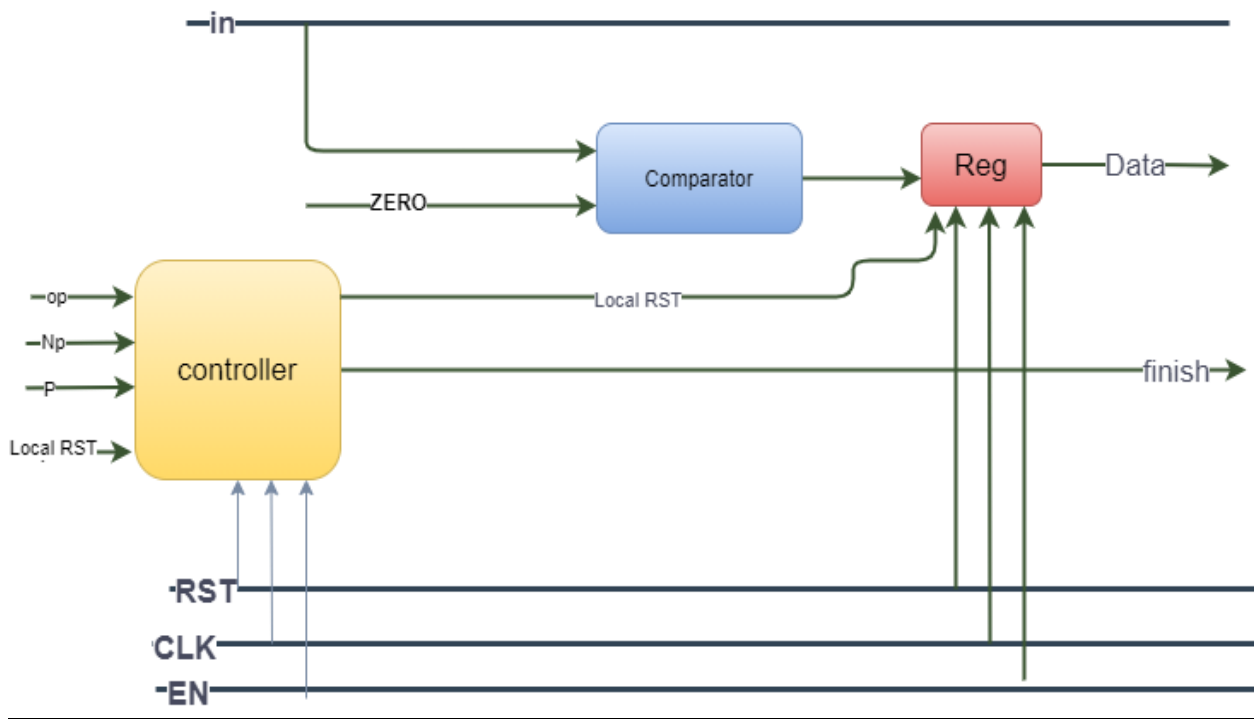 in
Comparator
Reg
Data
ZERO
op
Local RST
Np
controller
finish
P
Local RST
RST
CLK
EN